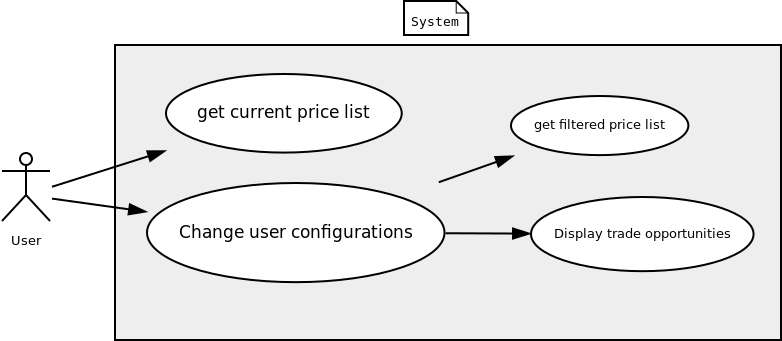 System
get current price list
get filtered price list
Change user configurations
Display trade opportunities
User